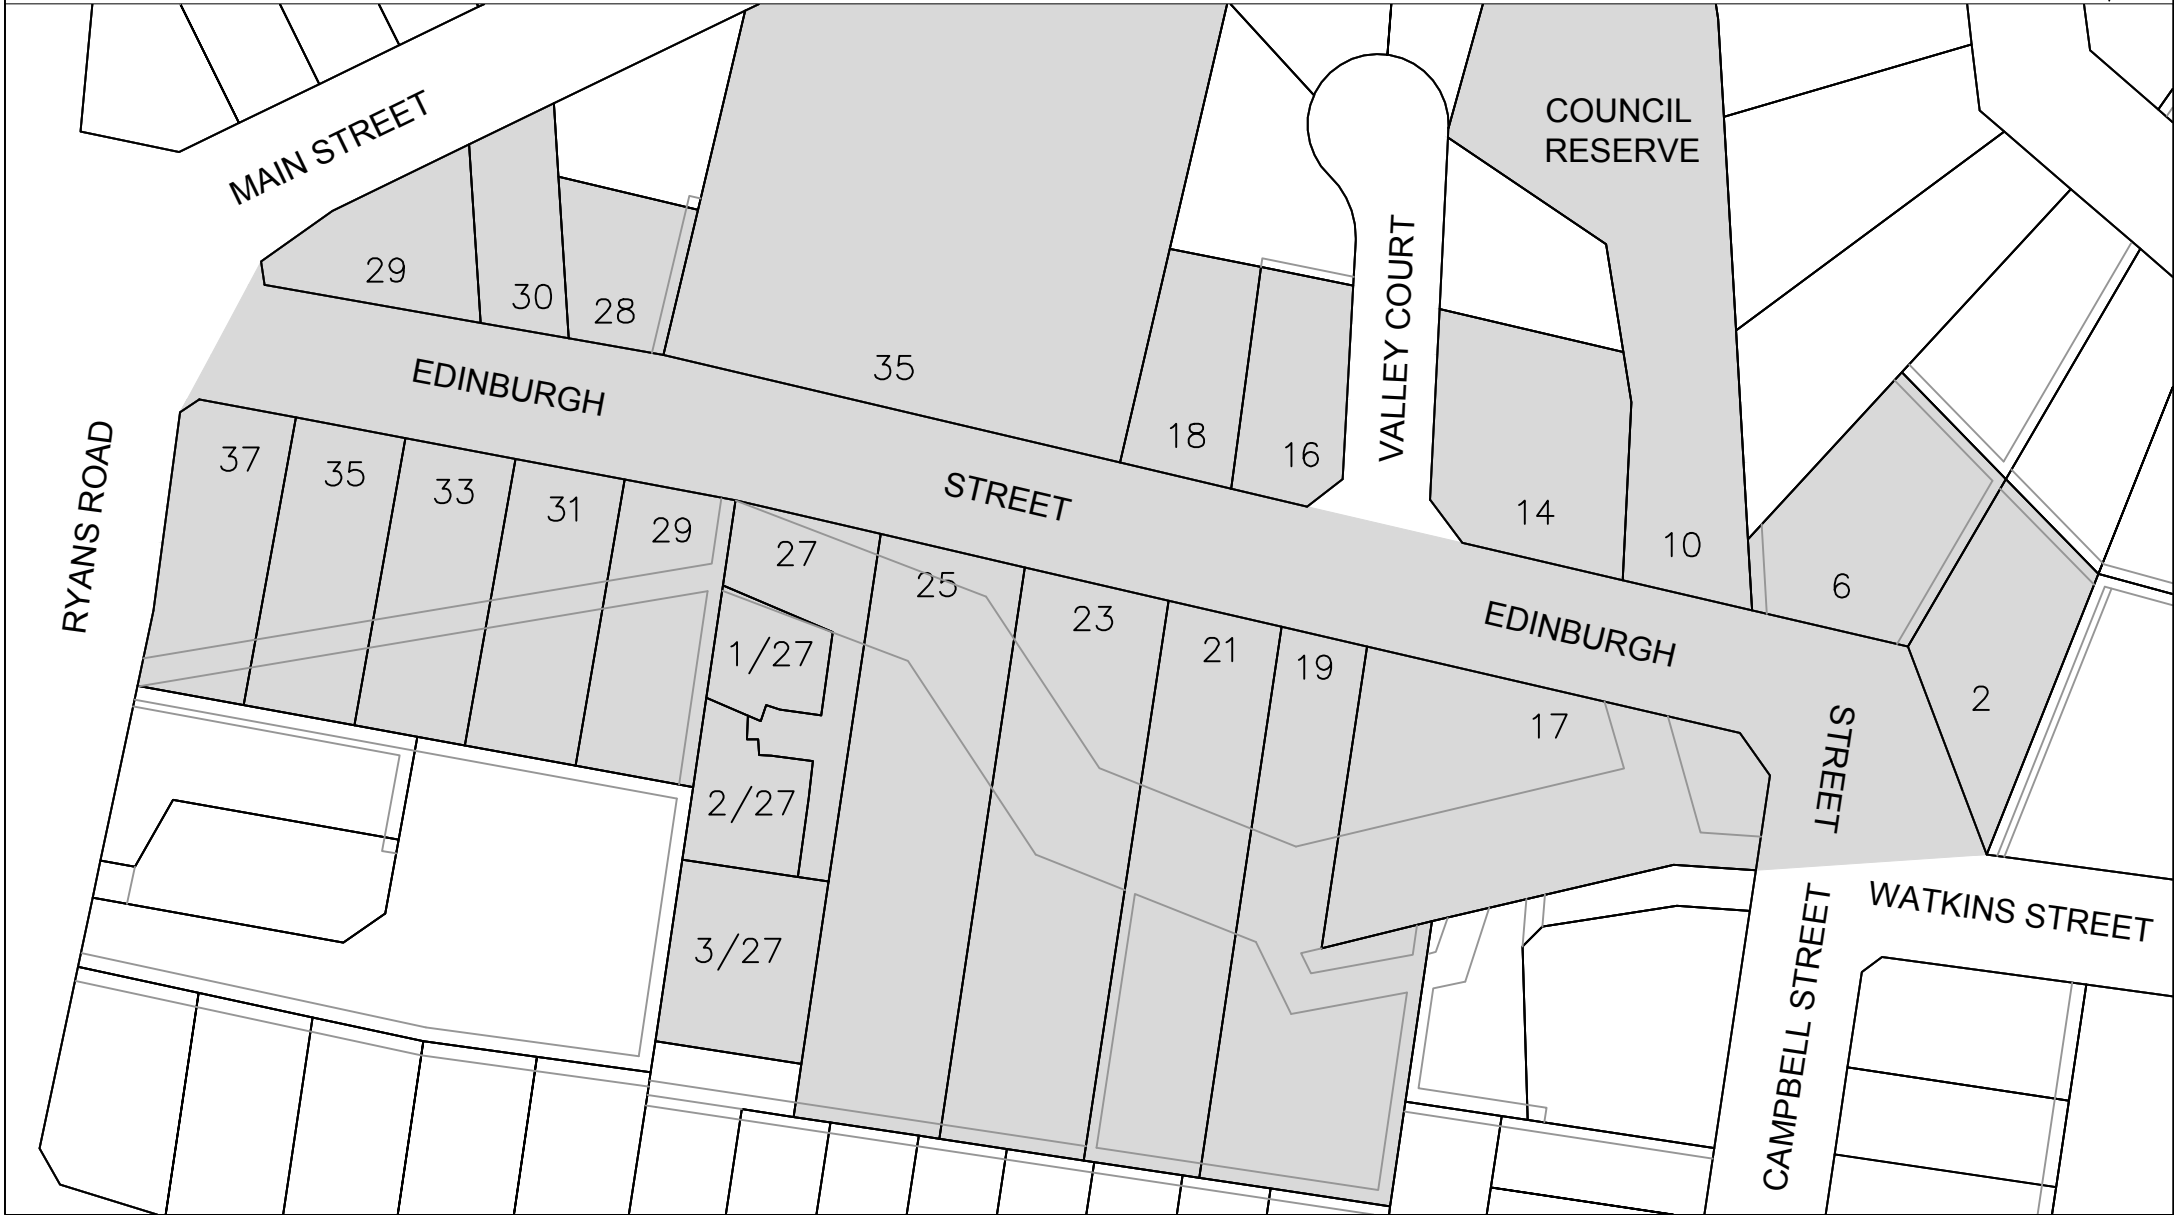 COUNCIL
RESERVE
MAIN STREET
29
30
28
35
VALLEY COURT
EDINBURGH
18
16
STREET
14
10
6
2
RYANS ROAD
37
35
33
31
29
27
25
23
21
19
17
EDINBURGH
STREET
1/27
2/27
3/27
CAMPBELL STREET
WATKINS STREET